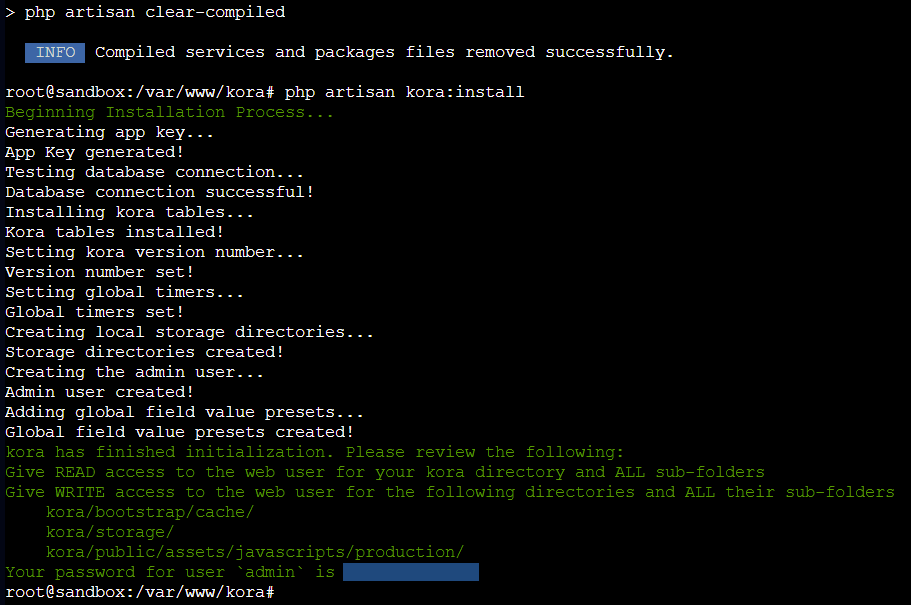 > php artisan clear-compiled
INFO Compiled services and packages files removed successfully.
root@sandbox:/var/www/kora# php artisan kora:install
Beginning Installation Process...
Generating app key...
App Key generated!
Testing database connection...
Database connection successful!
Installing kora tables...
Kora tables installed!
Setting kora version number...
Version number set!
Setting global timers...
Global timers set!
Creating local storage directories...
Storage directories created!
Creating the admin user...
Admin user created!
Adding global field value presets...
Global field value presets created!
kora has finished initialization. Please review the following:
Give READ access to the web user for your kora directory and ALL sub-folders
Give WRITE access to the web user for the following directories and ALL their sub-folders
kora/bootstrap/cache/
kora/storage/
kora/public/assets/javascripts/production/
Your password for user `admin` is
root@sandbox:/var/www/kora#